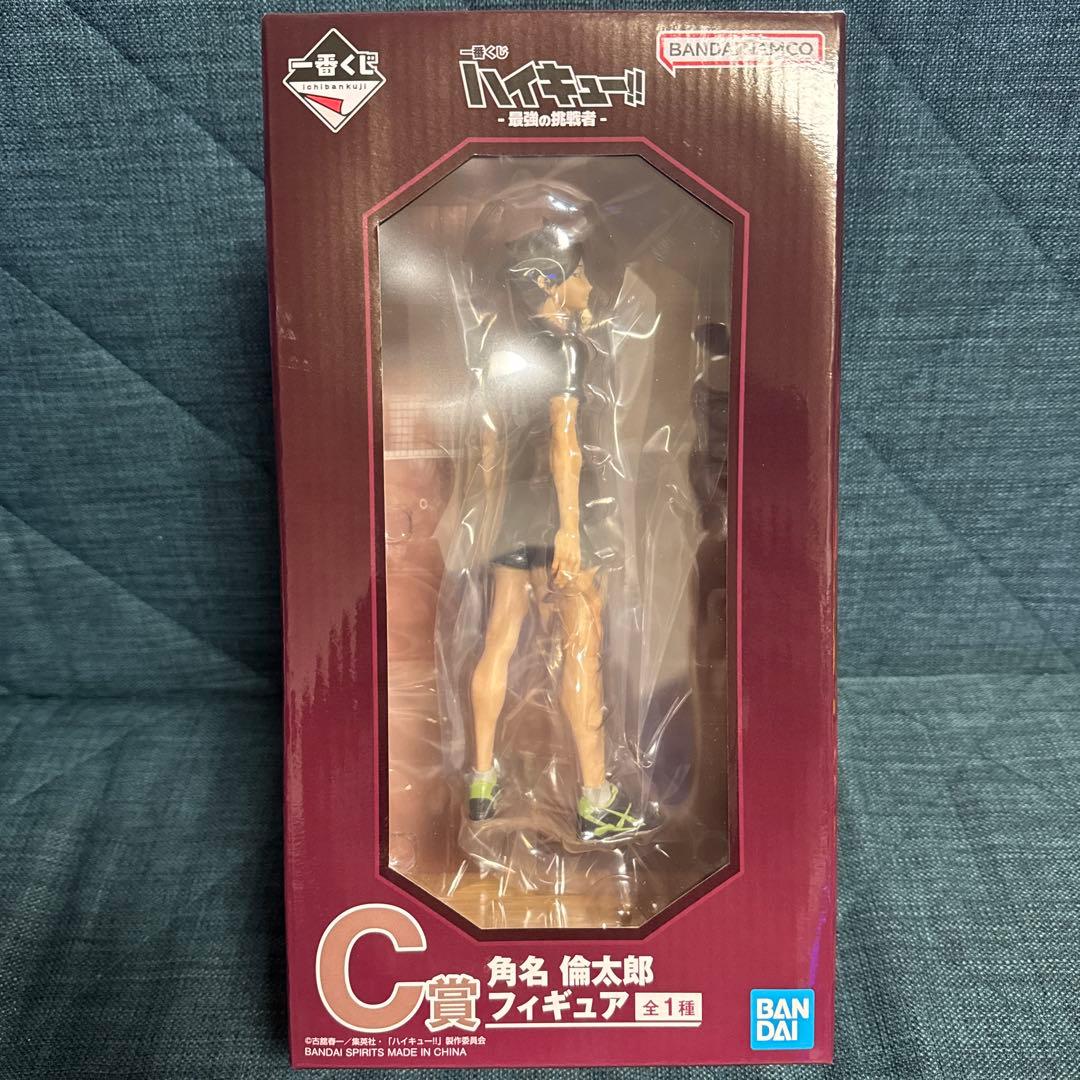 一番くじ
ichibankuji
一番くじ
ハイキュー!!
- 最強の挑戦者 -
BANDAI NAMCO
C賞
角名 倫太郎
フィギュア 全1種
©古舘春一／集英社・「ハイキュー!!」製作委員会
BANDAI SPIRITS MADE IN CHINA
BAN
DAI